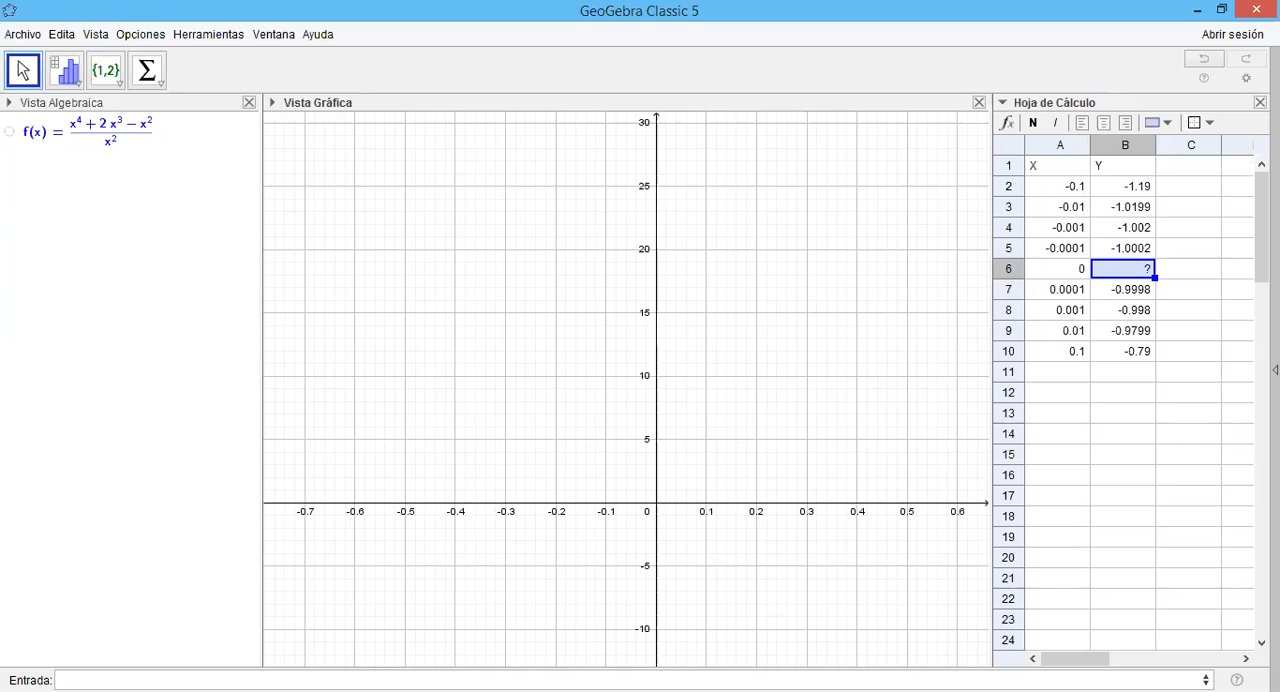 GeoGebra Classic 5
Archivo Edita Vista Opciones Herramientas Ventana Ayuda Abrir sesión
{1,2} Σ
Vista Algebraica
f(x) = (x⁴ + 2 x³ − x²) / x²
Vista Gráfica
30
25
20
15
10
5
-0.7 -0.6 -0.5 -0.4 -0.3 -0.2 -0.1 0 0.1 0.2 0.3 0.4 0.5 0.6
-5
-10
Hoja de Cálculo
fx N I
A B C
1 X Y
2 -0.1 -1.19
3 -0.01 -1.0199
4 -0.001 -1.002
5 -0.0001 -1.0002
6 0 ?
7 0.0001 -0.9998
8 0.001 -0.998
9 0.01 -0.9799
10 0.1 -0.79
11
12
13
14
15
16
17
18
19
20
21
22
23
24
Entrada: